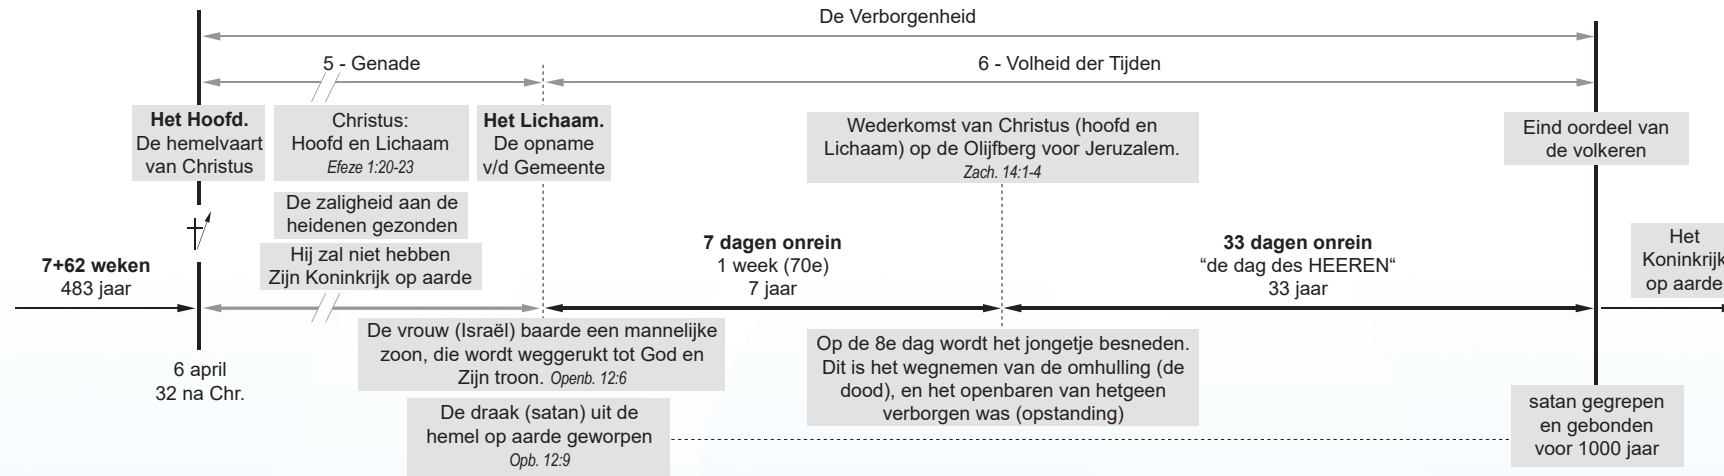 De Verborgenheid
5 - Genade
6 - Volheid der Tijden
Het Hoofd.
De hemelvaart
van Christus
Christus:
Hoofd en Lichaam
Efeze 1:20-23
Het Lichaam.
De opname
v/d Gemeente
Wederkomst van Christus (hoofd en
Lichaam) op de Olijfberg voor Jeruzalem.
Zach. 14:1-4
Eind oordeel van
de volkeren
De zaligheid aan de
heidenen gezonden
Hij zal niet hebben
Zijn Koninkrijk op aarde
7+62 weken
483 jaar
7 dagen onrein
1 week (70e)
7 jaar
33 dagen onrein
“de dag des HEEREN“
33 jaar
Het
Koninkrijk
op aarde
6 april
32 na Chr.
De vrouw (Israël) baarde een mannelijke
zoon, die wordt weggerukt tot God en
Zijn troon. Openb. 12:6
De draak (satan) uit de
hemel op aarde geworpen
Opb. 12:9
Op de 8e dag wordt het jongetje besneden.
Dit is het wegnemen van de omhulling (de
dood), en het openbaren van hetgeen
verborgen was (opstanding)
satan gegrepen
en gebonden
voor 1000 jaar